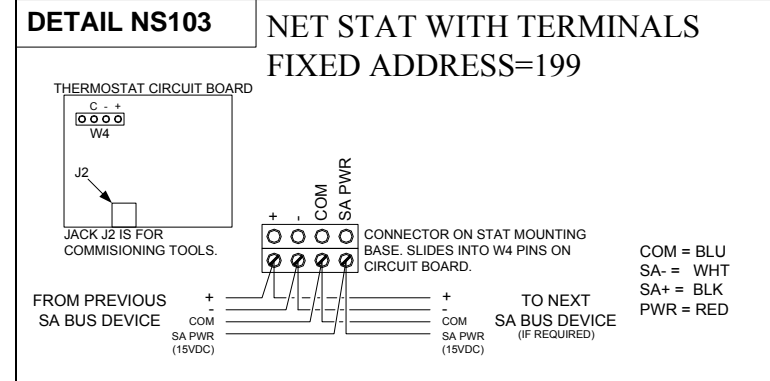 DETAIL NS103
NET STAT WITH TERMINALS
FIXED ADDRESS=199
THERMOSTAT CIRCUIT BOARD
C - +
W4
J2
JACK J2 IS FOR
COMMISIONING TOOLS.
+
-
COM
SA PWR
CONNECTOR ON STAT MOUNTING
BASE. SLIDES INTO W4 PINS ON
CIRCUIT BOARD.
COM = BLU
SA- = WHT
SA+ = BLK
PWR = RED
FROM PREVIOUS
SA BUS DEVICE
+
-
COM
SA PWR
(15VDC)
+
-
COM
SA PWR
(15VDC)
TO NEXT
SA BUS DEVICE
(IF REQUIRED)